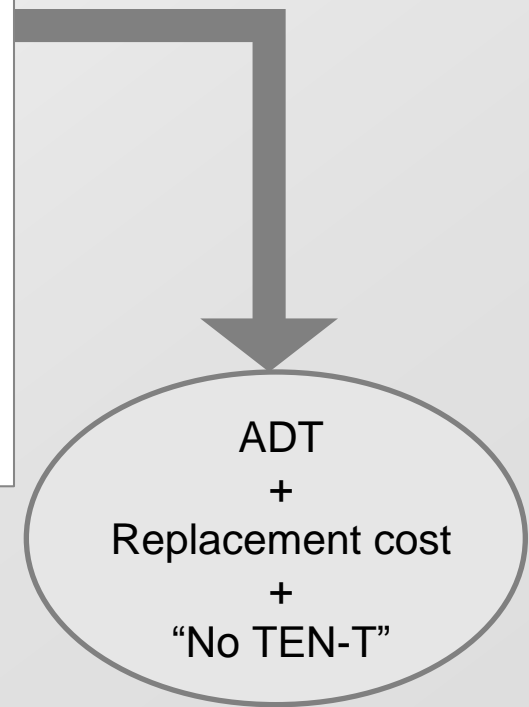 ADT
+
Replacement cost
+
“No TEN-T”